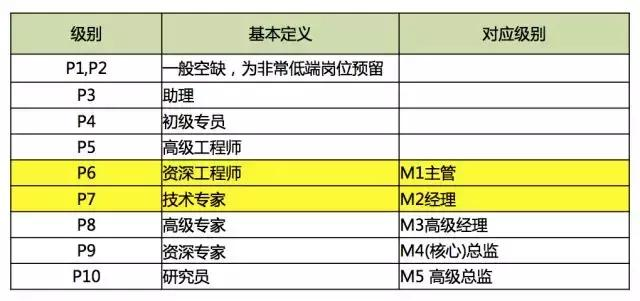 级别 基本定义 对应级别
P1,P2 一般空缺，为非常低端岗位预留
P3 助理
P4 初级专员
P5 高级工程师
P6 资深工程师 M1主管
P7 技术专家 M2经理
P8 高级专家 M3高级经理
P9 资深专家 M4(核心)总监
P10 研究员 M5 高级总监